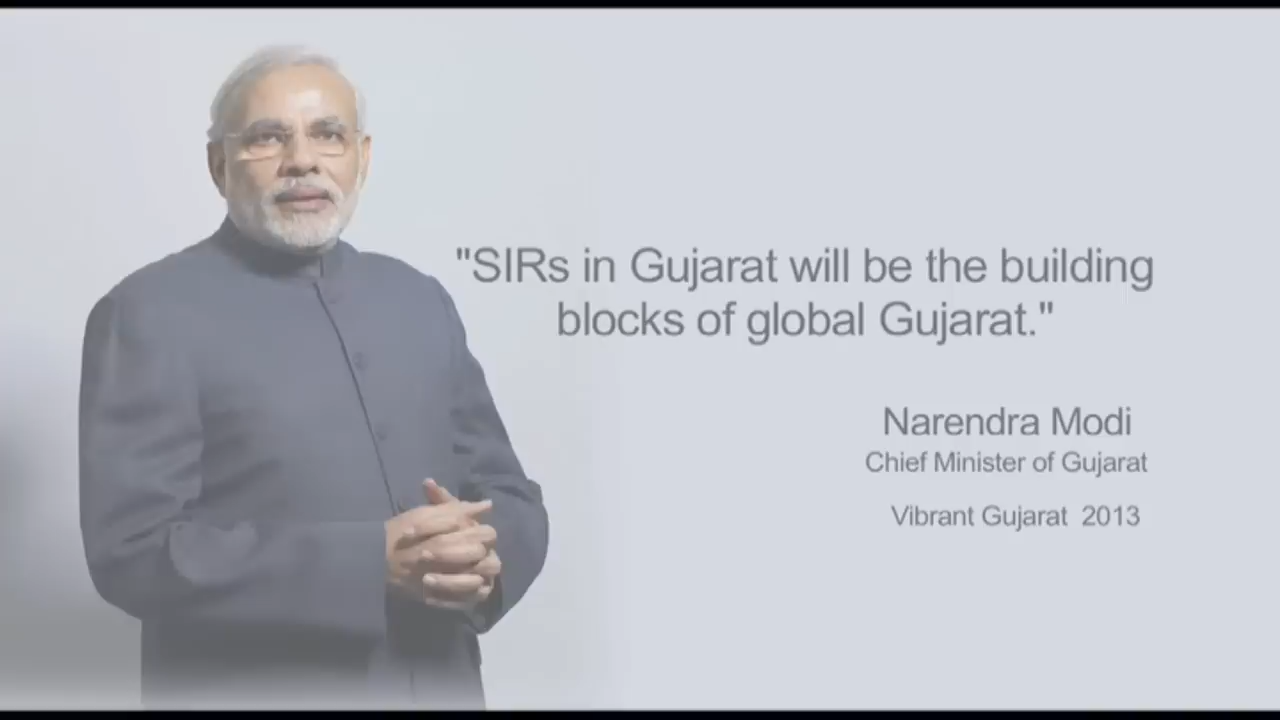 "SIRs in Gujarat will be the building
blocks of global Gujarat."
Narendra Modi
Chief Minister of Gujarat
Vibrant Gujarat 2013